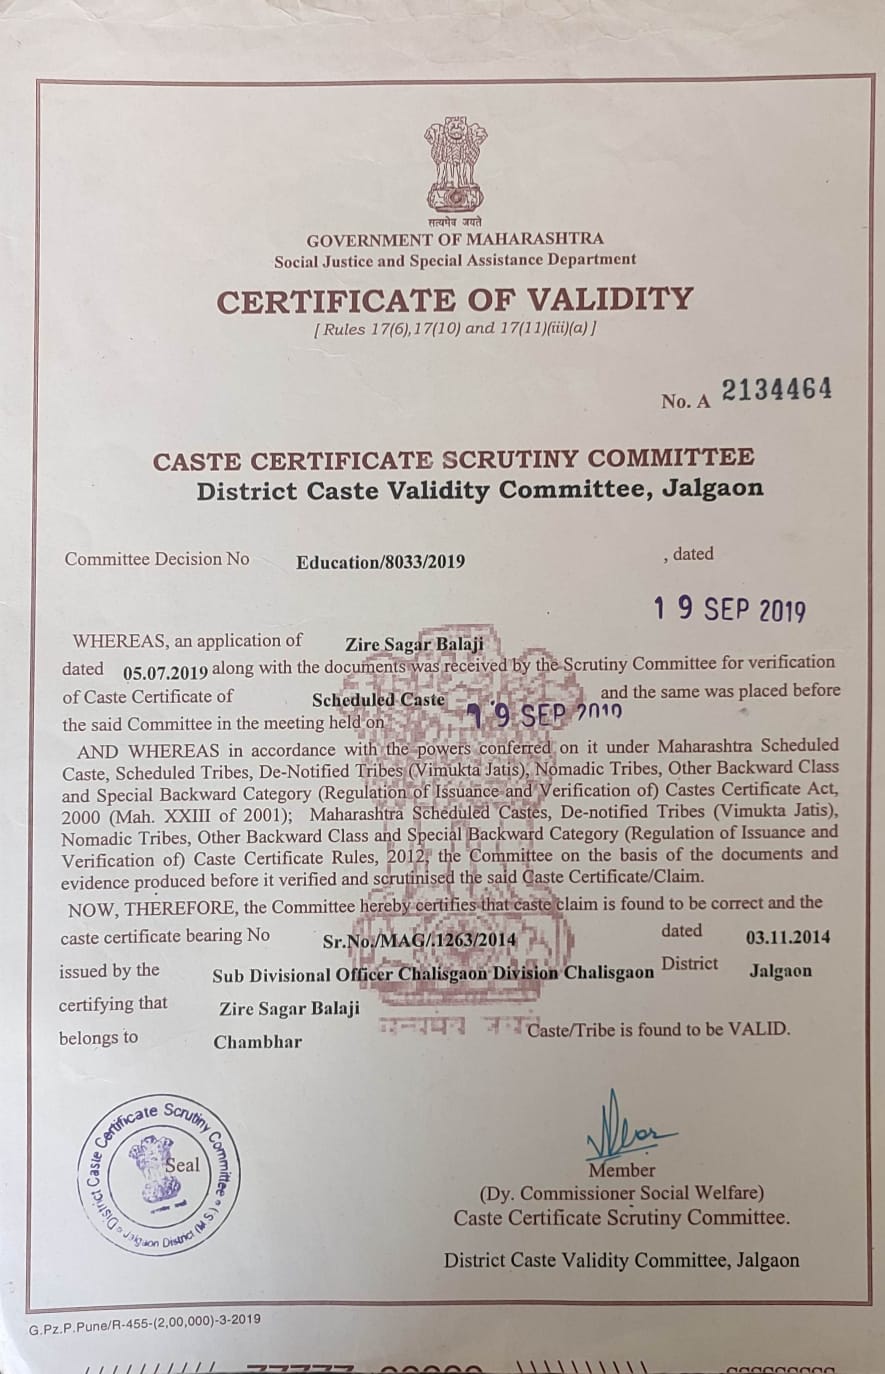 सत्यमेव जयते
GOVERNMENT OF MAHARASHTRA
Social Justice and Special Assistance Department
CERTIFICATE OF VALIDITY
[ Rules 17(6),17(10) and 17(11)(iii)(a) ]
No. A 2134464
CASTE CERTIFICATE SCRUTINY COMMITTEE
District Caste Validity Committee, Jalgaon
Committee Decision No Education/8033/2019 , dated
19 SEP 2019
WHEREAS, an application of Zire Sagar Balaji
dated 05.07.2019 along with the documents was received by the Scrutiny Committee for verification
of Caste Certificate of Scheduled Caste and the same was placed before
the said Committee in the meeting held on 19 SEP 2019
AND WHEREAS in accordance with the powers conferred on it under Maharashtra Scheduled
Caste, Scheduled Tribes, De-Notified Tribes (Vimukta Jatis), Nomadic Tribes, Other Backward Class
and Special Backward Category (Regulation of Issuance and Verification of) Castes Certificate Act,
2000 (Mah. XXIII of 2001); Maharashtra Scheduled Castes, De-notified Tribes (Vimukta Jatis),
Nomadic Tribes, Other Backward Class and Special Backward Category (Regulation of Issuance and
Verification of) Caste Certificate Rules, 2012, the Committee on the basis of the documents and
evidence produced before it verified and scrutinised the said Caste Certificate/Claim.
NOW, THEREFORE, the Committee hereby certifies that caste claim is found to be correct and the
caste certificate bearing No Sr.No./MAG/.1263/2014 dated 03.11.2014
issued by the Sub Divisional Officer Chalisgaon Division Chalisgaon District Jalgaon
certifying that Zire Sagar Balaji
belongs to Chambhar Caste/Tribe is found to be VALID.
District Caste Certificate Scrutiny Committee
Jalgaon District (M.S.)
Seal
Member
(Dy. Commissioner Social Welfare)
Caste Certificate Scrutiny Committee.
District Caste Validity Committee, Jalgaon
G.Pz.P.Pune/R-455-(2,00,000)-3-2019